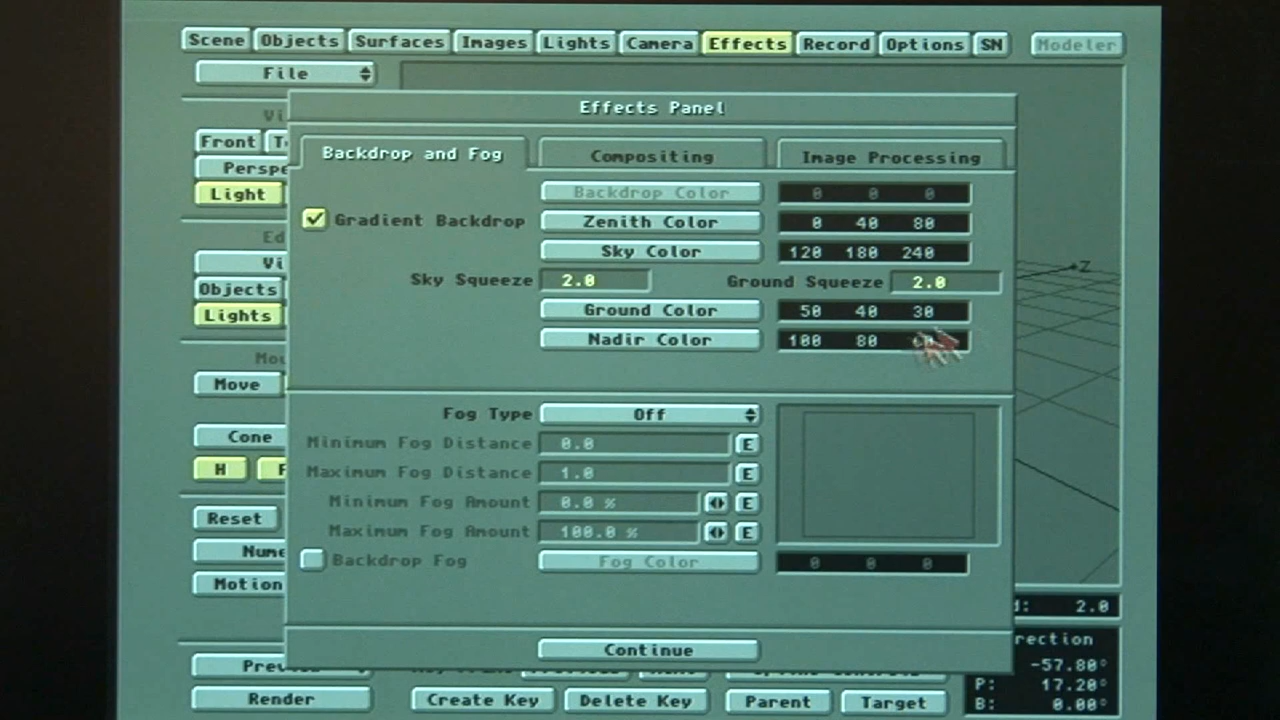 Scene Objects Surfaces Images Lights Camera Effects Record Options SN Modeler
File
Effects Panel
Front
Backdrop and Fog Compositing Image Processing
Light
Backdrop Color 0 0 0
Gradient Backdrop Zenith Color 0 40 80
Sky Color 120 180 240
Sky Squeeze 2.0 Ground Squeeze 2.0
Z
Objects
Lights
Ground Color 50 40 30
Nadir Color 100 80
Move
Fog Type Off
Cone
Minimum Fog Distance 0.0 E
H
Maximum Fog Distance 1.0 E
Minimum Fog Amount 0.0 % E
Reset
Maximum Fog Amount 100.0 % E
Backdrop Fog Fog Color 0 0 0
Motion
2.0
Continue
-57.80°
P: 17.20°
B: 0.00°
Render Create Key Delete Key Parent Target